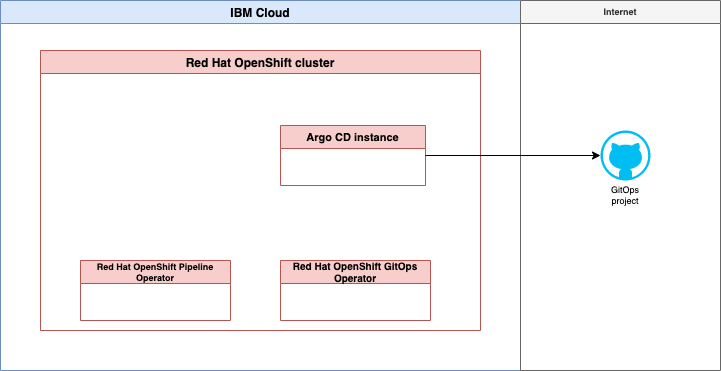 IBM Cloud
Internet
Red Hat OpenShift cluster
Argo CD instance
GitOps
project
Red Hat OpenShift Pipeline
Operator
Red Hat OpenShift GitOps
Operator